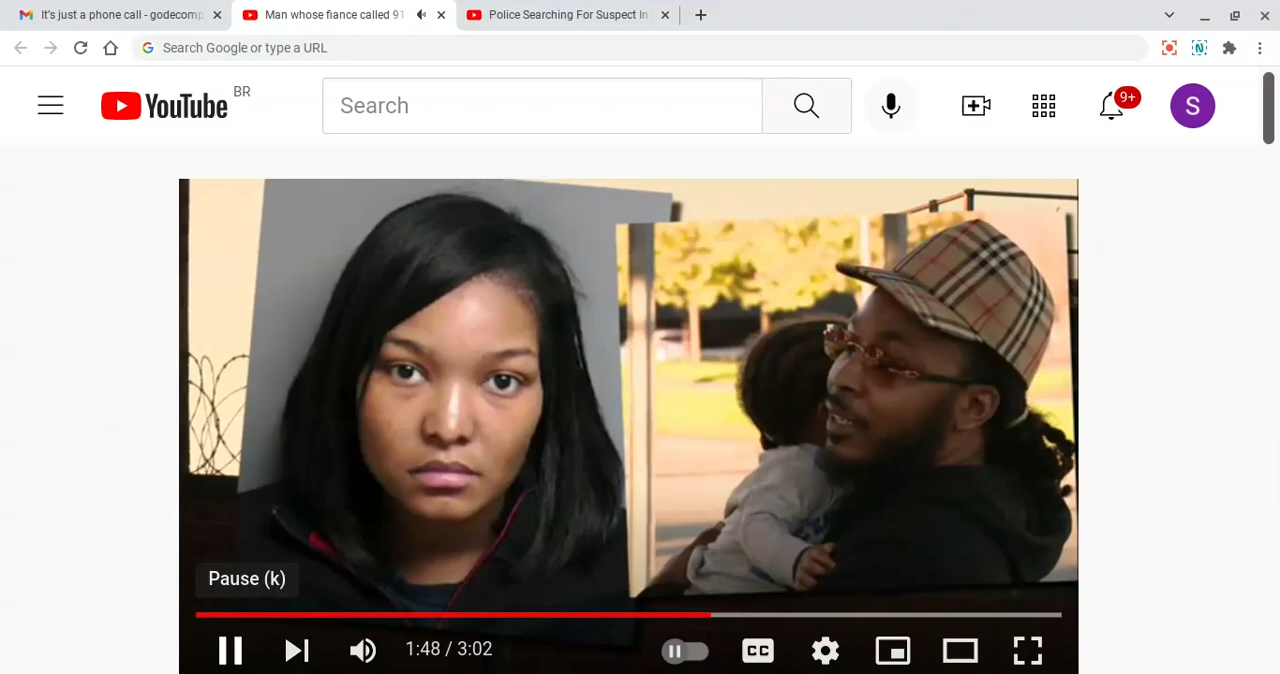 It's just a phone call - godecomp
Man whose fiance called 91
Police Searching For Suspect In
Search Google or type a URL
YouTube BR
Search
9+
S
Pause (k)
1:48 / 3:02
CC